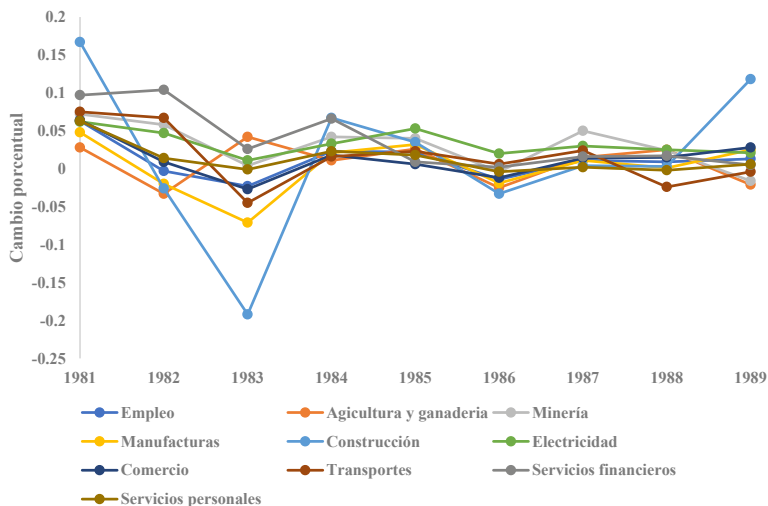 0.2
0.15
0.1
0.05
0
-0.05
-0.1
-0.15
-0.2
-0.25
Cambio porcentual
1981 1982 1983 1984 1985 1986 1987 1988 1989
Empleo Agicultura y ganaderia Minería
Manufacturas Construcción Electricidad
Comercio Transportes Servicios financieros
Servicios personales